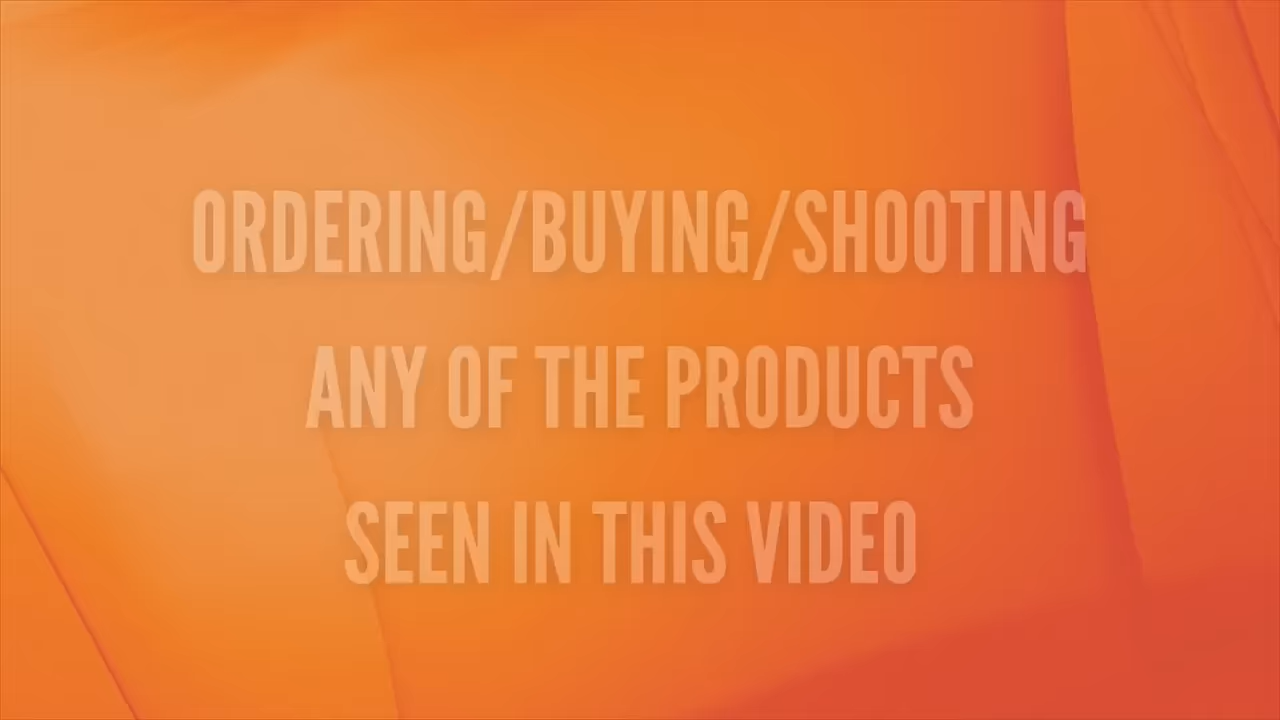 ORDERING/BUYING/SHOOTING
ANY OF THE PRODUCTS
SEEN IN THIS VIDEO